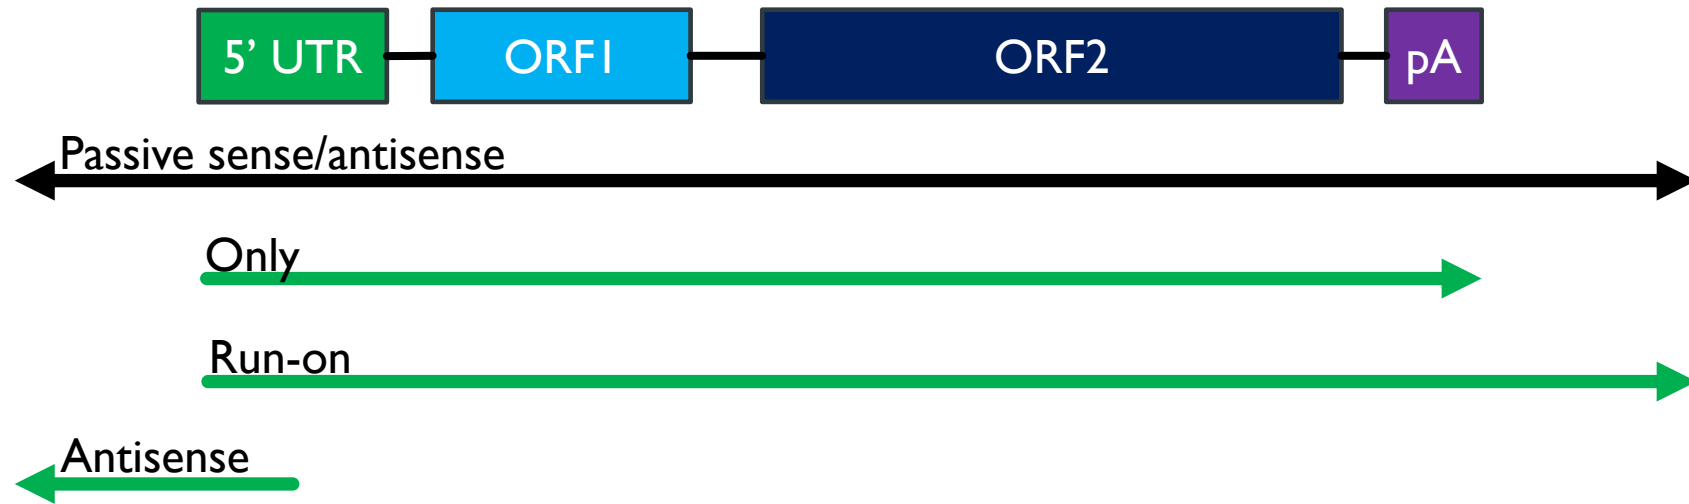 5’ UTR ORF1 ORF2 pA
Passive sense/antisense
Only
Run-on
Antisense